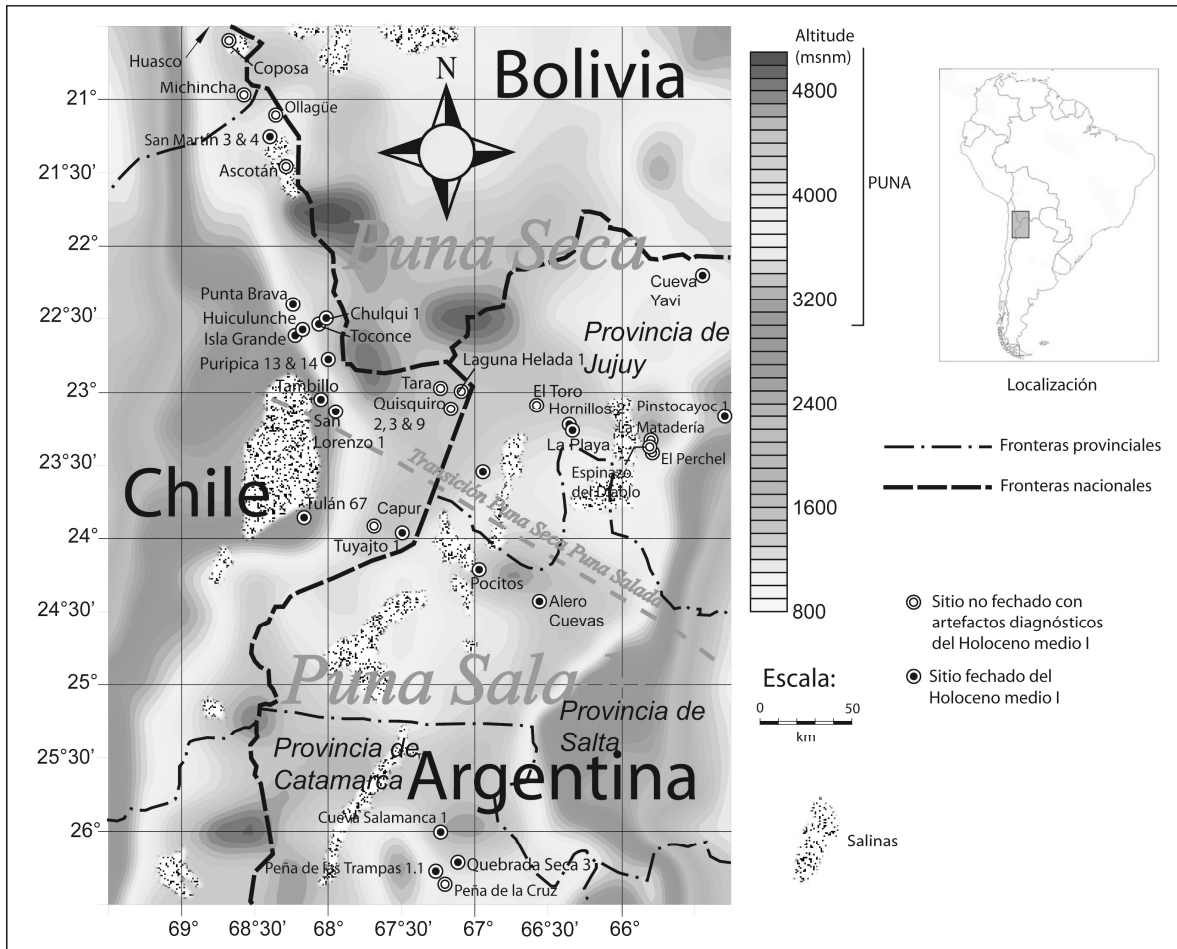 Bolivia
N
Huasco
Coposa
Michincha
Ollagüe
San Martín 3 & 4
Ascotán
Puna Seca
Cueva
Yavi
Punta Brava
Huiculunche
Isla Grande
Chulqui 1
Toconce
Puripica 13 & 14
Provincia de
Jujuy
Laguna Helada 1
Tambillo
San
Lorenzo 1
Tara
Quisquiro
2, 3 & 9
El Toro
Hornillos 2
Pinstocayoc 1
La Matadería
La Playa
El Perchel
Espinazo
del Diablo
Chile
Transición Puna Seca Puna Salada
Tulán 67
Capur
Tuyajto 1
Pocitos
Alero
Cuevas
Puna Sala
Provincia de
Salta
Provincia de
Catamarca
Argentina
Cueva Salamanca 1
Quebrada Seca 3
Peña de las Trampas 1.1
Peña de la Cruz
21°
21°30’
22°
22°30’
23°
23°30’
24°
24°30’
25°
25°30’
26°
69°
68°30’
68°
67°30’
67°
66°30’
66°
Altitude
(msnm)
4800
4000
3200
2400
1600
800
PUNA
Localización
Fronteras provinciales
Fronteras nacionales
Sitio no fechado con
artefactos diagnósticos
del Holoceno medio I
Sitio fechado del
Holoceno medio I
Escala:
0 50
km
Salinas